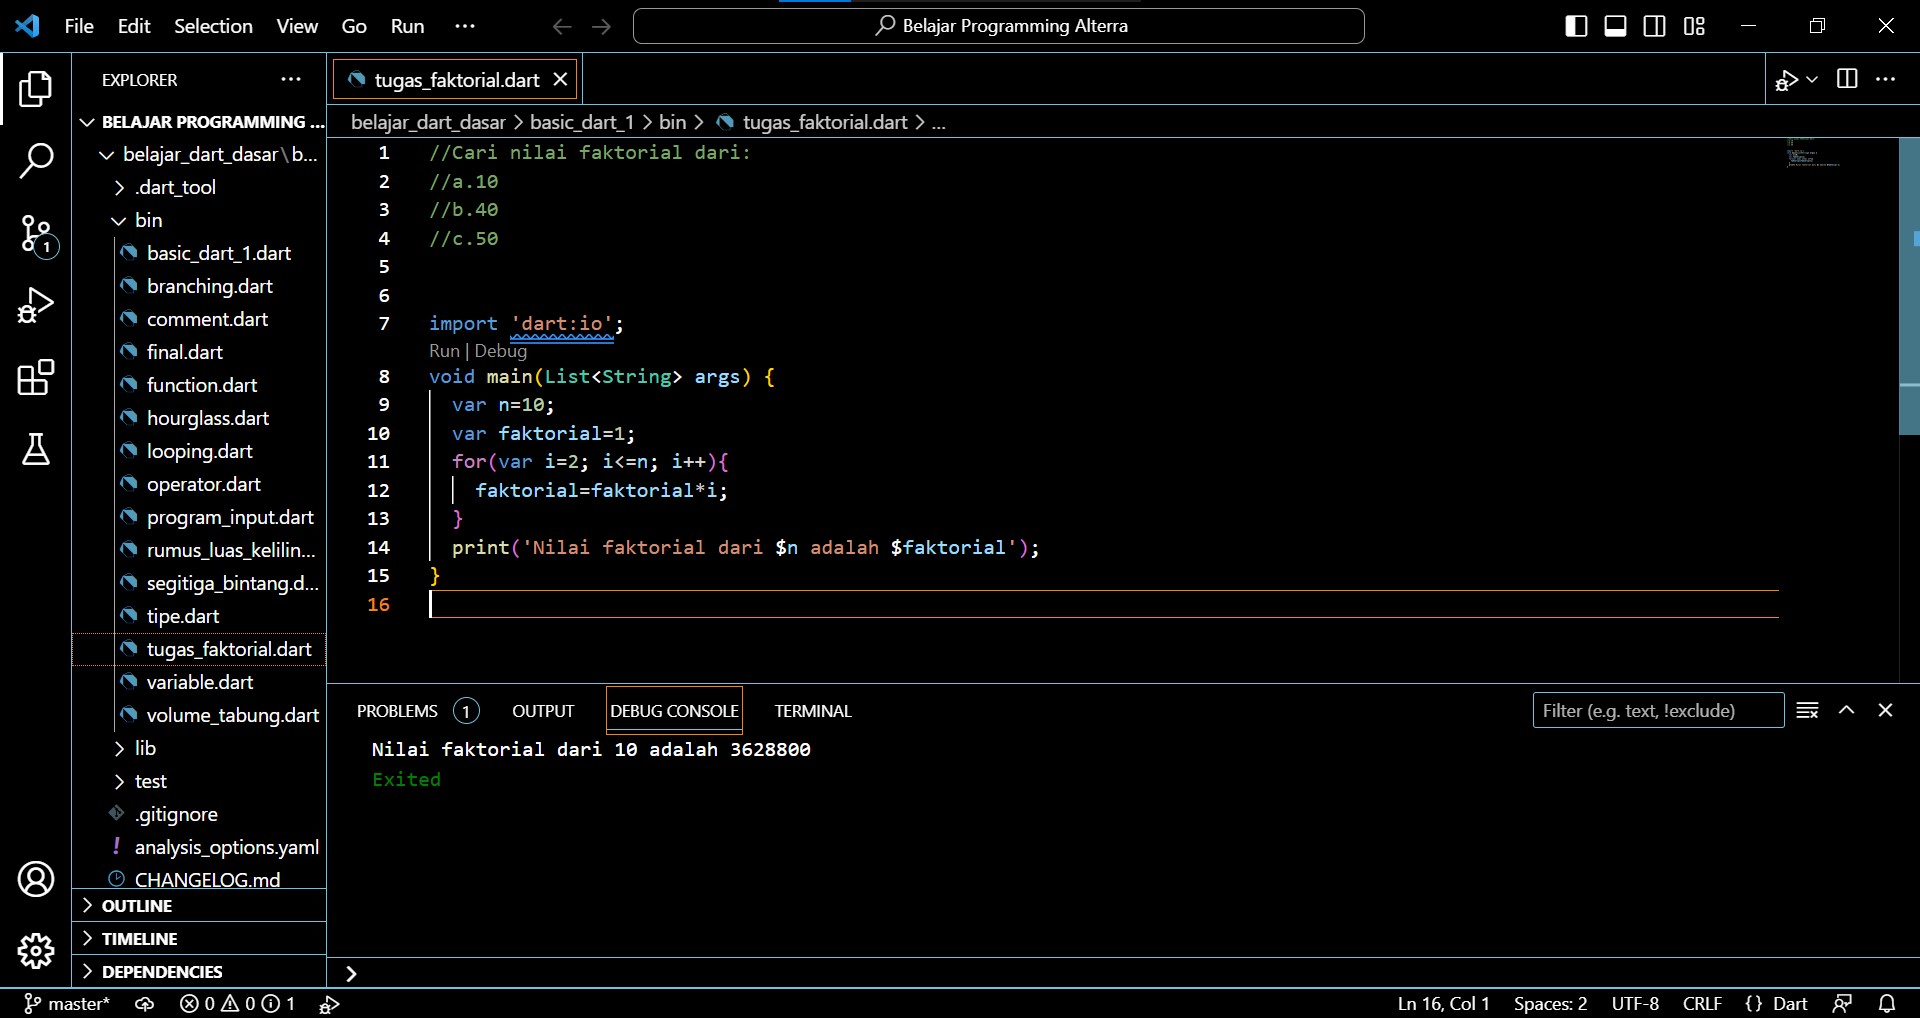 File Edit Selection View Go Run ··· Belajar Programming Alterra
EXPLORER ···
BELAJAR PROGRAMMING ...
belajar_dart_dasar\b...
.dart_tool
bin
basic_dart_1.dart
branching.dart
comment.dart
final.dart
function.dart
hourglass.dart
looping.dart
operator.dart
program_input.dart
rumus_luas_kelilin...
segitiga_bintang.d...
tipe.dart
tugas_faktorial.dart
variable.dart
volume_tabung.dart
lib
test
.gitignore
analysis_options.yaml
CHANGELOG.md
OUTLINE
TIMELINE
DEPENDENCIES
1
tugas_faktorial.dart
belajar_dart_dasar > basic_dart_1 > bin > tugas_faktorial.dart > ...
1 //Cari nilai faktorial dari:
2 //a.10
3 //b.40
4 //c.50
5
6
7 import 'dart:io';
Run | Debug
8 void main(List<String> args) {
9 var n=10;
10 var faktorial=1;
11 for(var i=2; i<=n; i++){
12 faktorial=faktorial*i;
13 }
14 print('Nilai faktorial dari $n adalah $faktorial');
15 }
16
PROBLEMS 1 OUTPUT DEBUG CONSOLE TERMINAL Filter (e.g. text, !exclude)
Nilai faktorial dari 10 adalah 3628800
Exited
>
master* 0 0 1 Ln 16, Col 1 Spaces: 2 UTF-8 CRLF {} Dart